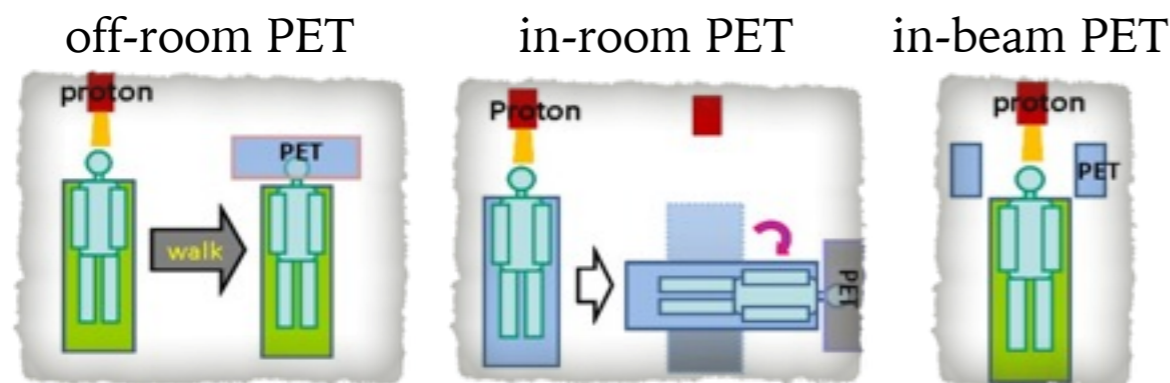 off-room PET
in-room PET
in-beam PET
proton
PET
walk
Proton
PET
proton
PET